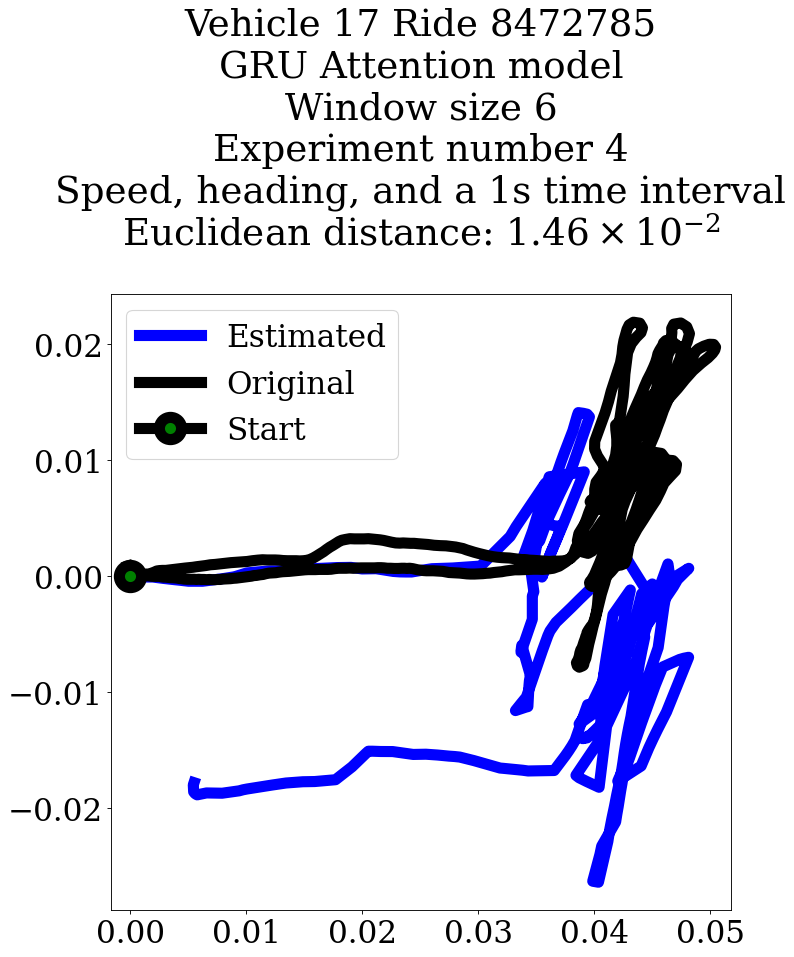 Vehicle 17 Ride 8472785
GRU Attention model
Window size 6
Experiment number 4
Speed, heading, and a 1s time interval
Euclidean distance: 1.46 × 10⁻²
Estimated
Original
Start
0.02
0.01
0.00
−0.01
−0.02
0.00 0.01 0.02 0.03 0.04 0.05